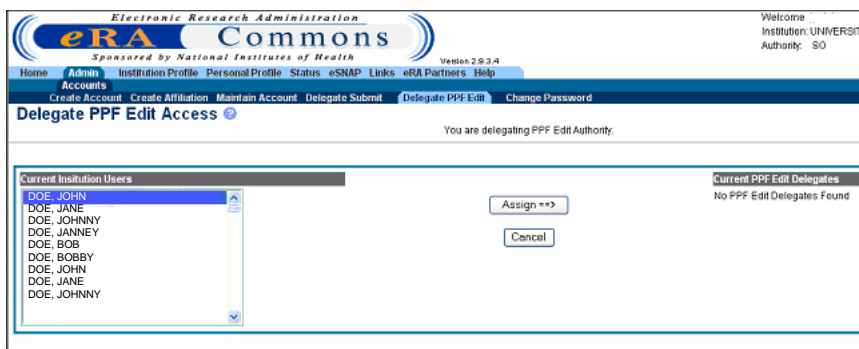 Electronic Research Administration
eRA Commons
Sponsored by National Institutes of Health
Version 2.9.3.4
Welcome
Institution: UNIVERSIT
Authority: SO
Home Admin Institution Profile Personal Profile Status eSNAP Links eRA Partners Help
Accounts
Create Account Create Affiliation Maintain Account Delegate Submit Delegate PPF Edit Change Password
Delegate PPF Edit Access ?
You are delegating PPF Edit Authority.
Current Insitution Users
DOE, JOHN
DOE, JANE
DOE, JOHNNY
DOE, JANNEY
DOE, BOB
DOE, BOBBY
DOE, JOHN
DOE, JANE
DOE, JOHNNY
Assign ==>
Cancel
Current PPF Edit Delegates
No PPF Edit Delegates Found